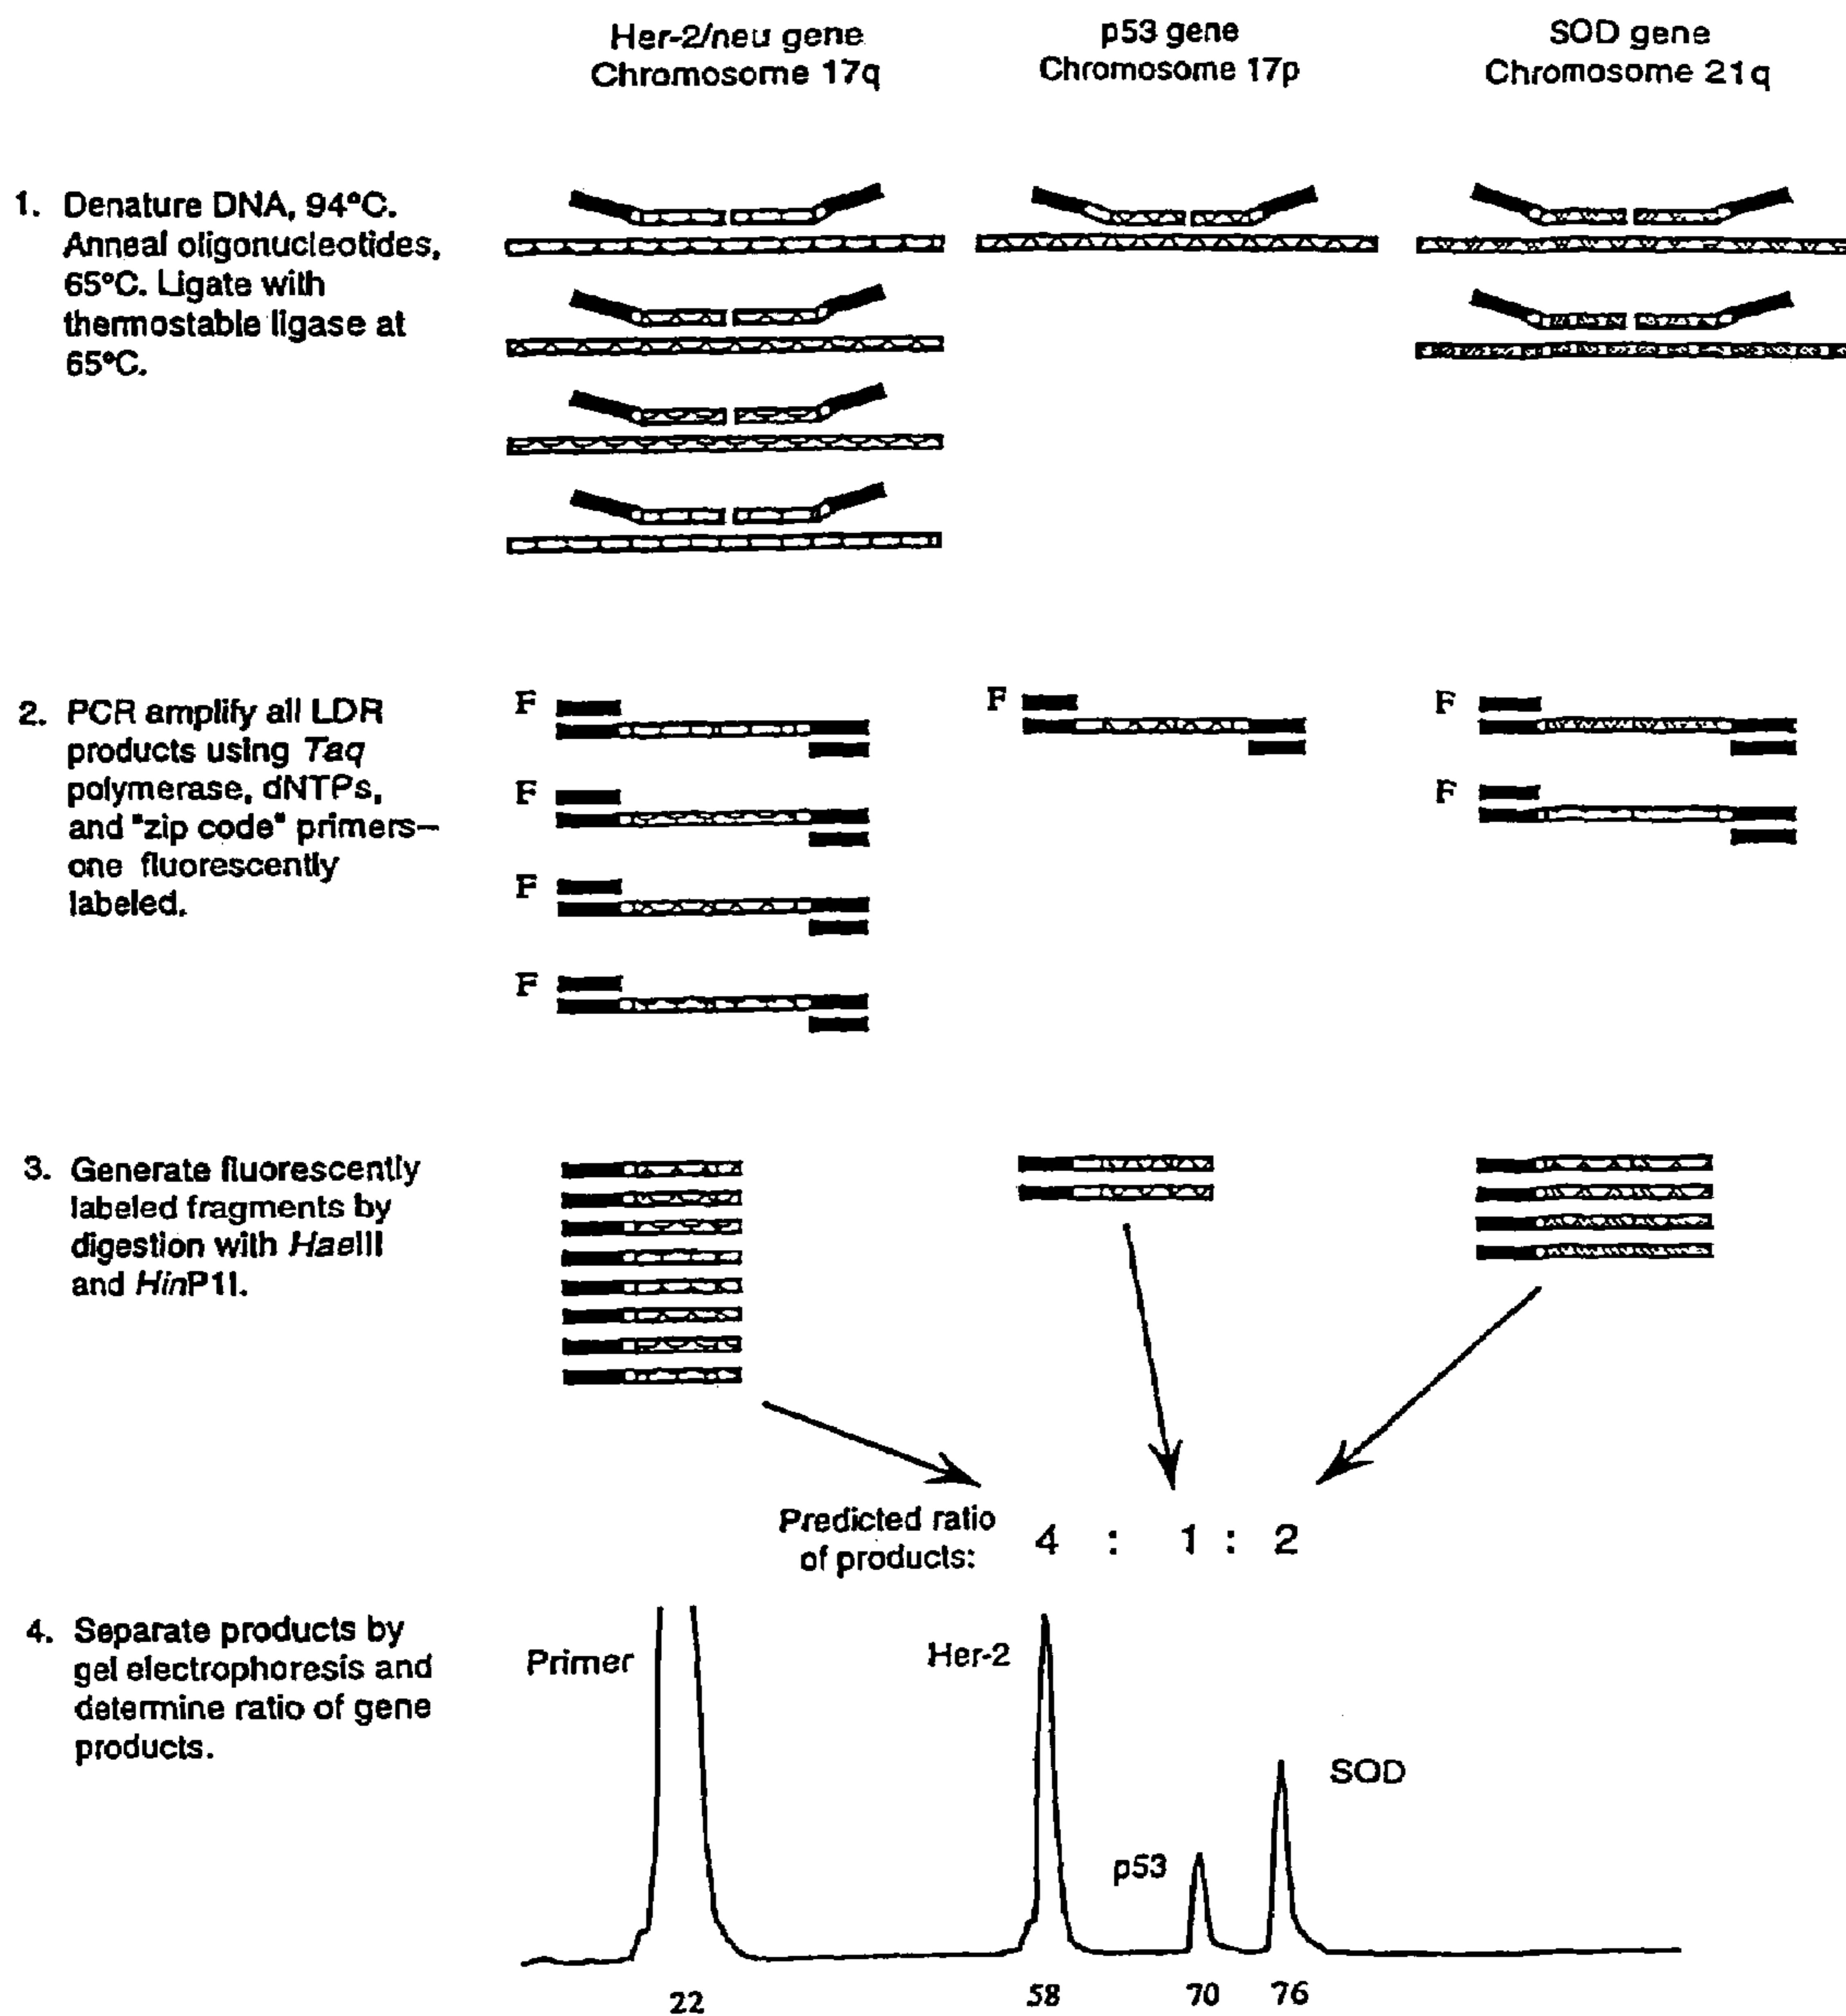 Her-2/neu gene
Chromosome 17q
p53 gene
Chromosome 17p
SOD gene
Chromosome 21q
1. Denature DNA, 94°C.
Anneal oligonucleotides,
65°C. Ligate with
thermostable ligase at
65°C.
2. PCR amplify all LDR
products using Taq
polymerase, dNTPs,
and "zip code" primers–
one fluorescently
labeled.
F
F
F
F
F
F
F
3. Generate fluorescently
labeled fragments by
digestion with HaeIII
and HinP1I.
Predicted ratio
of products:
4 : 1 : 2
4. Separate products by
gel electrophoresis and
determine ratio of gene
products.
Primer
Her-2
p53
SOD
22
58
70
76